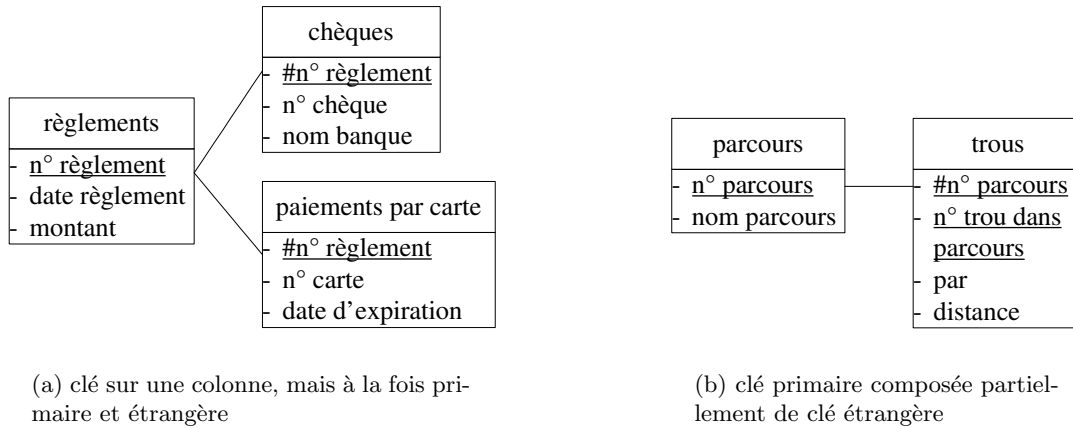 chèques
- #n° règlement
- n° chèque
- nom banque
règlements
- n° règlement
- date règlement
- montant
paiements par carte
- #n° règlement
- n° carte
- date d'expiration
(a) clé sur une colonne, mais à la fois pri-
maire et étrangère
parcours
- n° parcours
- nom parcours
trous
- #n° parcours
- n° trou dans
parcours
- par
- distance
(b) clé primaire composée partiel-
lement de clé étrangère